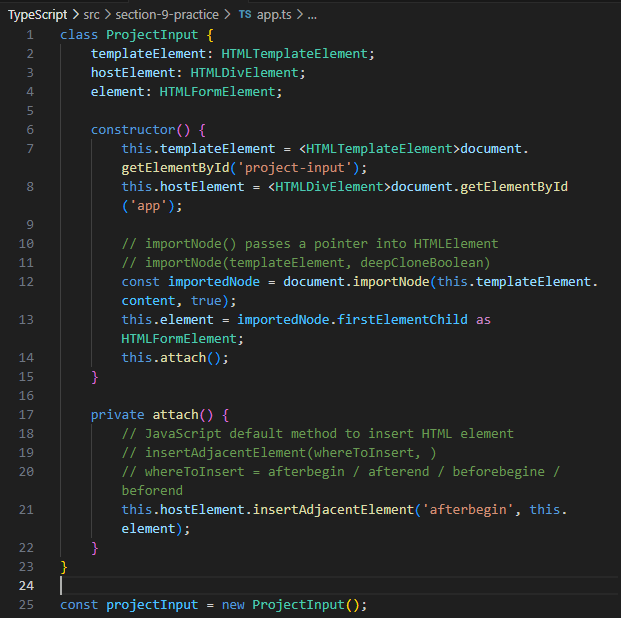 TypeScript > src > section-9-practice > TS app.ts > ...
1 class ProjectInput {
2 templateElement: HTMLTemplateElement;
3 hostElement: HTMLDivElement;
4 element: HTMLFormElement;
5
6 constructor() {
7 this.templateElement = <HTMLTemplateElement>document.
getElementById('project-input');
8 this.hostElement = <HTMLDivElement>document.getElementById
('app');
9
10 // importNode() passes a pointer into HTMLElement
11 // importNode(templateElement, deepCloneBoolean)
12 const importedNode = document.importNode(this.templateElement.
content, true);
13 this.element = importedNode.firstElementChild as
HTMLFormElement;
14 this.attach();
15 }
16
17 private attach() {
18 // JavaScript default method to insert HTML element
19 // insertAdjacentElement(whereToInsert, )
20 // whereToInsert = afterbegin / afterend / beforebegine /
beforend
21 this.hostElement.insertAdjacentElement('afterbegin', this.
element);
22 }
23 }
24
25 const projectInput = new ProjectInput();